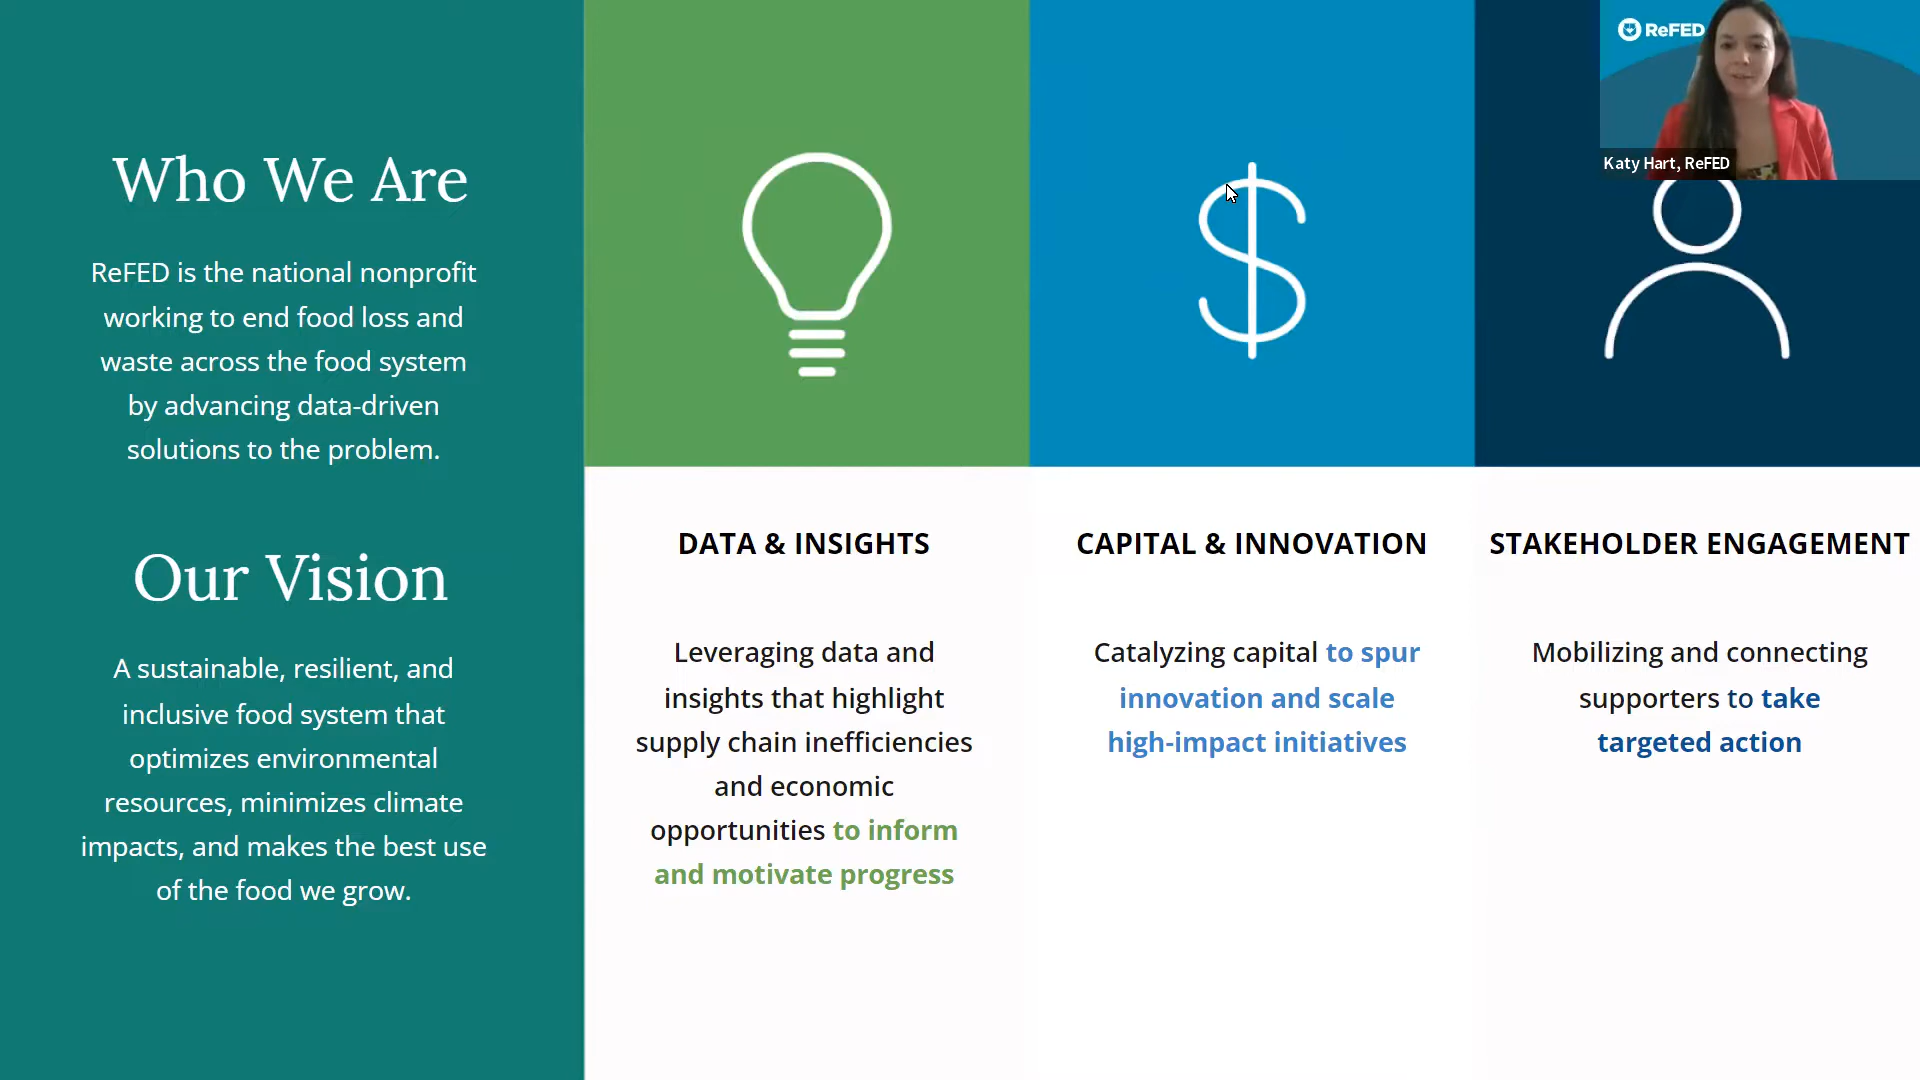 Who We Are
ReFED is the national nonprofit
working to end food loss and
waste across the food system
by advancing data-driven
solutions to the problem.
Our Vision
A sustainable, resilient, and
inclusive food system that
optimizes environmental
resources, minimizes climate
impacts, and makes the best use
of the food we grow.
DATA & INSIGHTS
Leveraging data and
insights that highlight
supply chain inefficiencies
and economic
opportunities to inform
and motivate progress
CAPITAL & INNOVATION
Catalyzing capital to spur
innovation and scale
high-impact initiatives
STAKEHOLDER ENGAGEMENT
Mobilizing and connecting
supporters to take
targeted action
ReFED
Katy Hart, ReFED